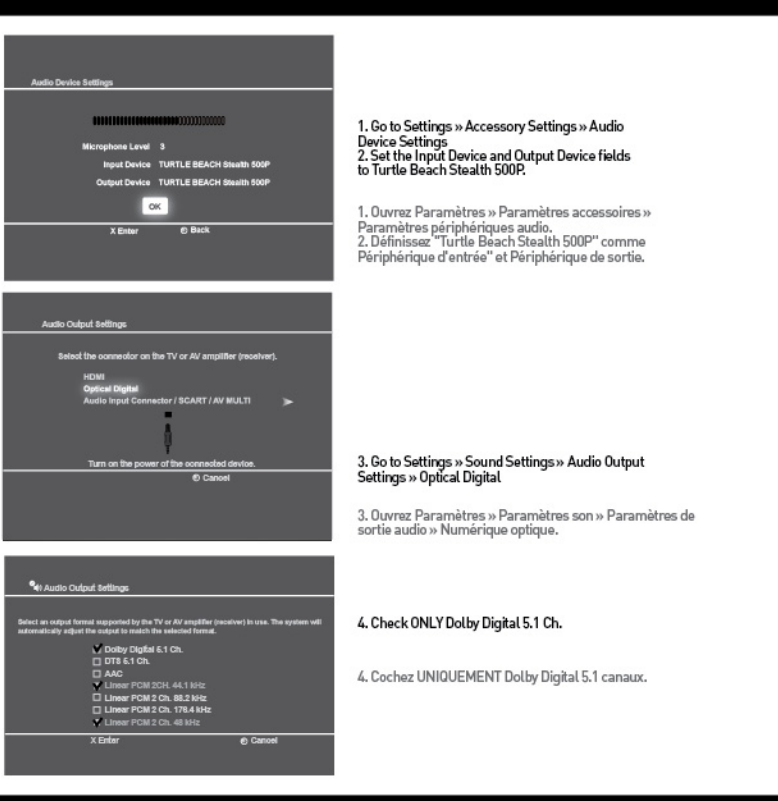 Audio Device Settings
Microphone Level 3
Input Device TURTLE BEACH Stealth 500P
Output Device TURTLE BEACH Stealth 500P
OK
X Enter Back
1. Go to Settings » Accessory Settings » Audio
Device Settings
2. Set the Input Device and Output Device fields
to Turtle Beach Stealth 500P.
1. Ouvrez Paramètres » Paramètres accessoires »
Paramètres périphériques audio.
2. Définissez "Turtle Beach Stealth 500P" comme
Périphérique d'entrée" et Périphérique de sortie.
Audio Output Settings
Select the connector on the TV or AV amplifier (receiver).
HDMI
Optical Digital
Audio Input Connector / SCART / AV MULTI
Turn on the power of the connected device.
Cancel
3. Go to Settings » Sound Settings » Audio Output
Settings » Optical Digital
3. Ouvrez Paramètres » Paramètres son » Paramètres de
sortie audio » Numérique optique.
Audio Output Settings
Select an output format supported by the TV or AV amplifier (receiver) in use. The system will
automatically adjust the output to match the selected format.
Dolby Digital 5.1 Ch.
DTS 5.1 Ch.
AAC
Linear PCM 2CH. 44.1 kHz
Linear PCM 2 Ch. 88.2 kHz
Linear PCM 2 Ch. 176.4 kHz
Linear PCM 2 Ch. 48 kHz
X Enter Cancel
4. Check ONLY Dolby Digital 5.1 Ch.
4. Cochez UNIQUEMENT Dolby Digital 5.1 canaux.